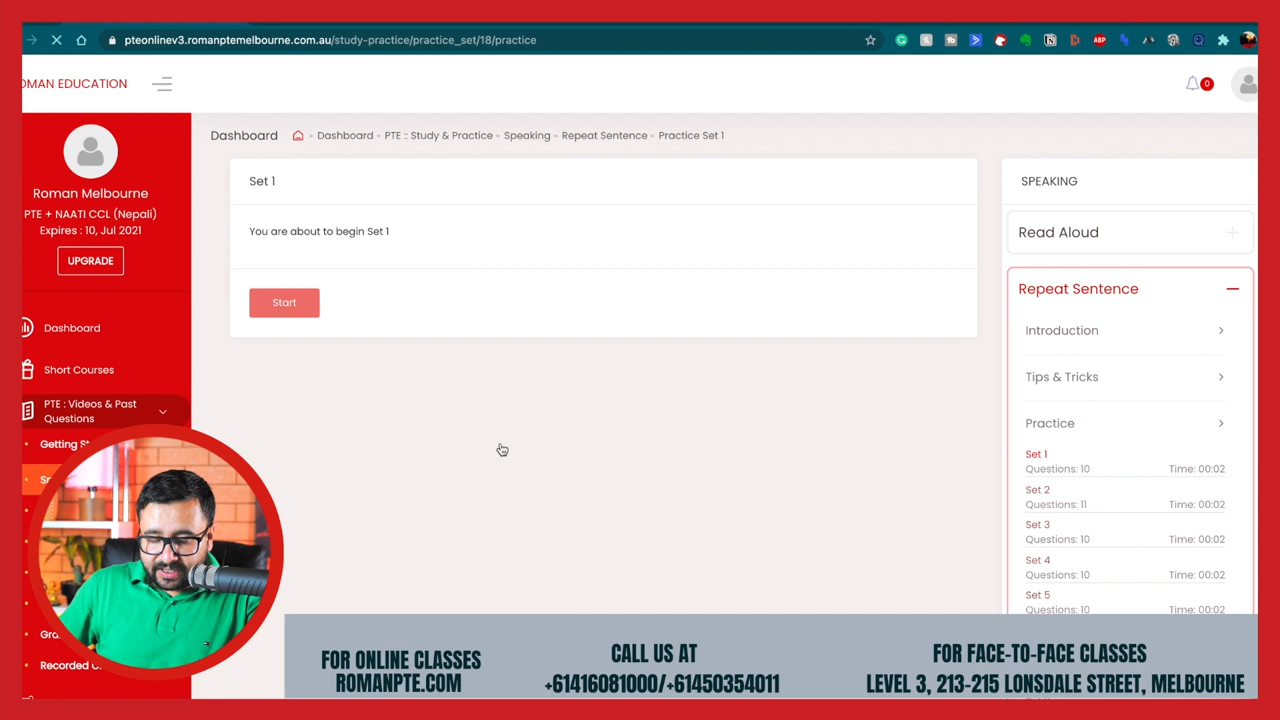 pteonlinev3.romanptemelbourne.com.au/study-practice/practice_set/18/practice
OMAN EDUCATION
0
Roman Melbourne
PTE + NAATI CCL (Nepali)
Expires : 10, Jul 2021
UPGRADE
Dashboard
Short Courses
PTE : Videos & Past
Questions
Getting St
Recorded
Dashboard
Dashboard • PTE :: Study & Practice • Speaking • Repeat Sentence • Practice Set 1
Set 1
You are about to begin Set 1
Start
SPEAKING
Read Aloud
Repeat Sentence
Introduction
Tips & Tricks
Practice
Set 1
Questions: 10 Time: 00:02
Set 2
Questions: 11 Time: 00:02
Set 3
Questions: 10 Time: 00:02
Set 4
Questions: 10 Time: 00:02
Set 5
Questions: 10 Time: 00:02
FOR ONLINE CLASSES
ROMANPTE.COM
CALL US AT
+61416081000/+61450354011
FOR FACE-TO-FACE CLASSES
LEVEL 3, 213-215 LONSDALE STREET, MELBOURNE